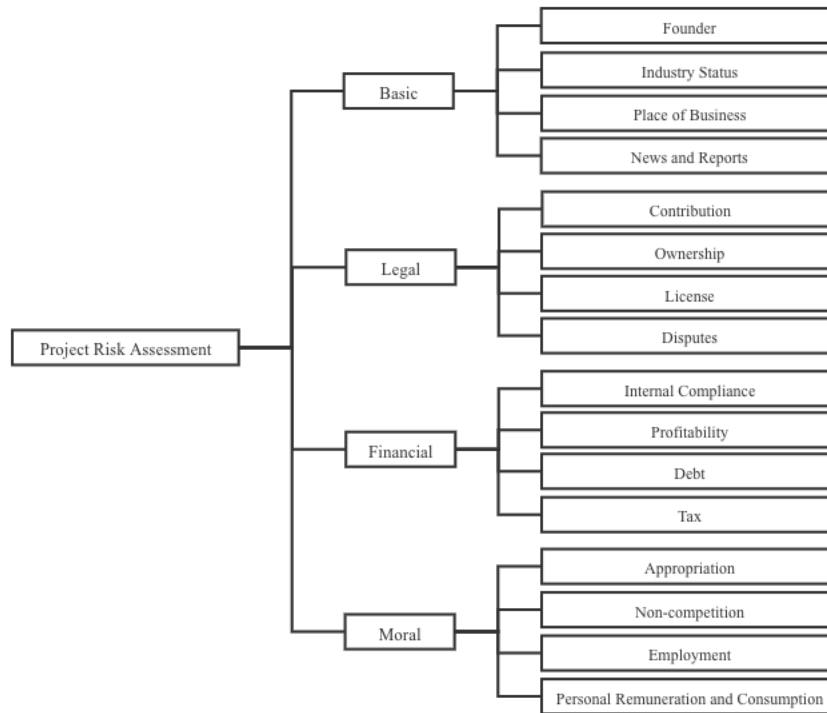 Project Risk Assessment
Basic
Founder
Industry Status
Place of Business
News and Reports
Legal
Contribution
Ownership
License
Disputes
Financial
Internal Compliance
Profitability
Debt
Tax
Moral
Appropriation
Non-competition
Employment
Personal Remuneration and Consumption